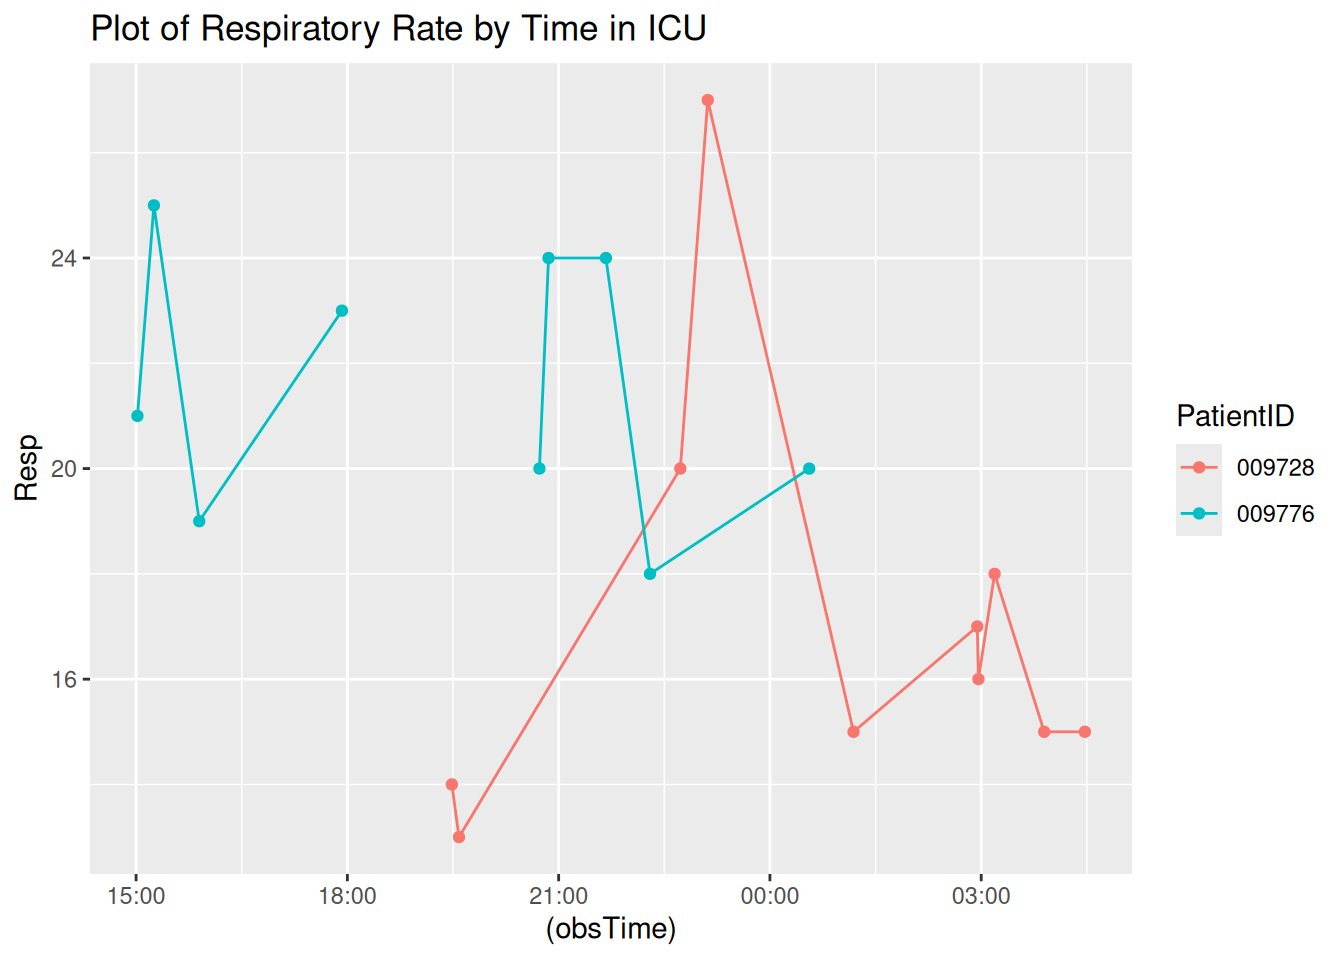 Plot of Respiratory Rate by Time in ICU
Resp
24
20
16
15:00 18:00 21:00 00:00 03:00
(obsTime)
PatientID
009728
009776